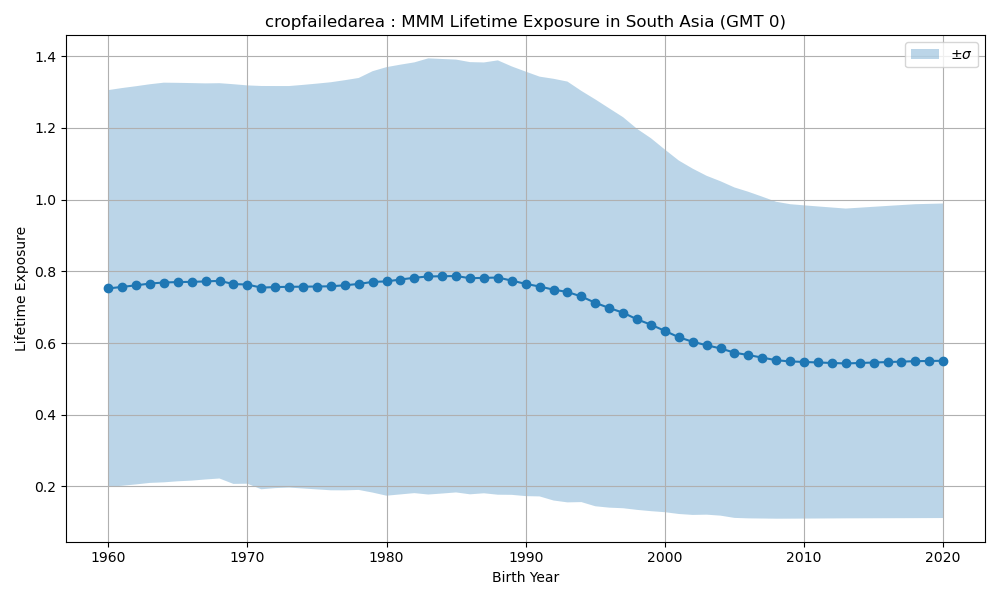 cropfailedarea : MMM Lifetime Exposure in South Asia (GMT 0)
±σ
Lifetime Exposure
1.4
1.2
1.0
0.8
0.6
0.4
0.2
1960 1970 1980 1990 2000 2010 2020
Birth Year